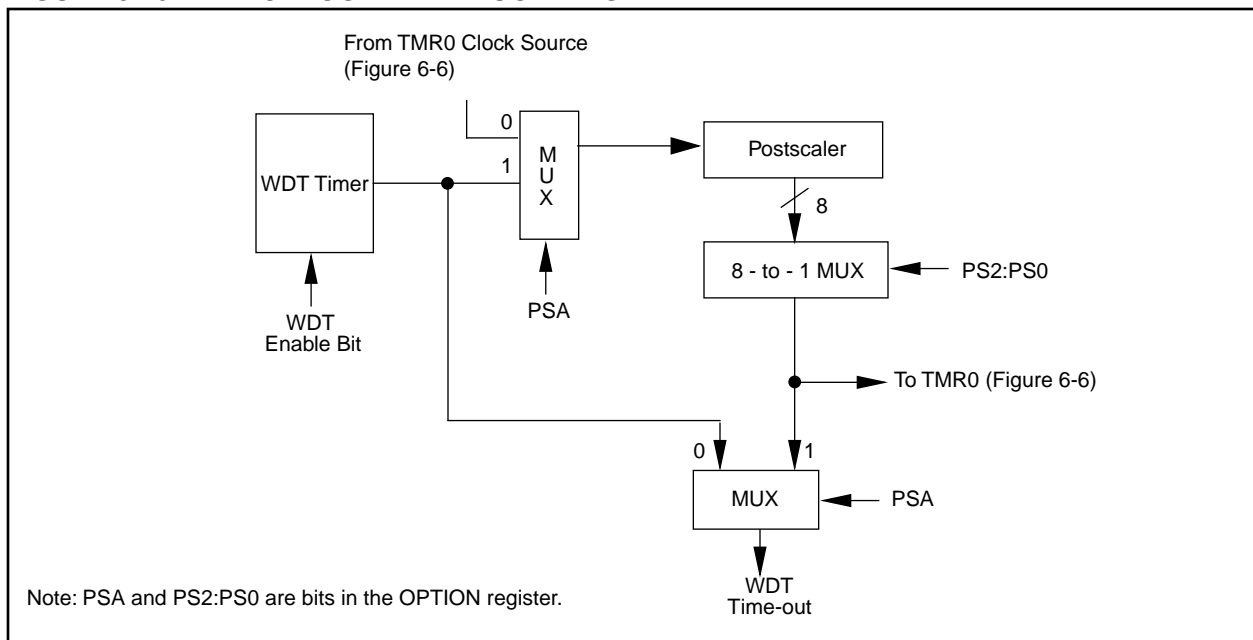 From TMR0 Clock Source
(Figure 6-6)
0
1
M
U
X
WDT Timer
Postscaler
8
8 - to - 1 MUX
PS2:PS0
PSA
WDT
Enable Bit
To TMR0 (Figure 6-6)
0
1
MUX
PSA
WDT
Time-out
Note: PSA and PS2:PS0 are bits in the OPTION register.